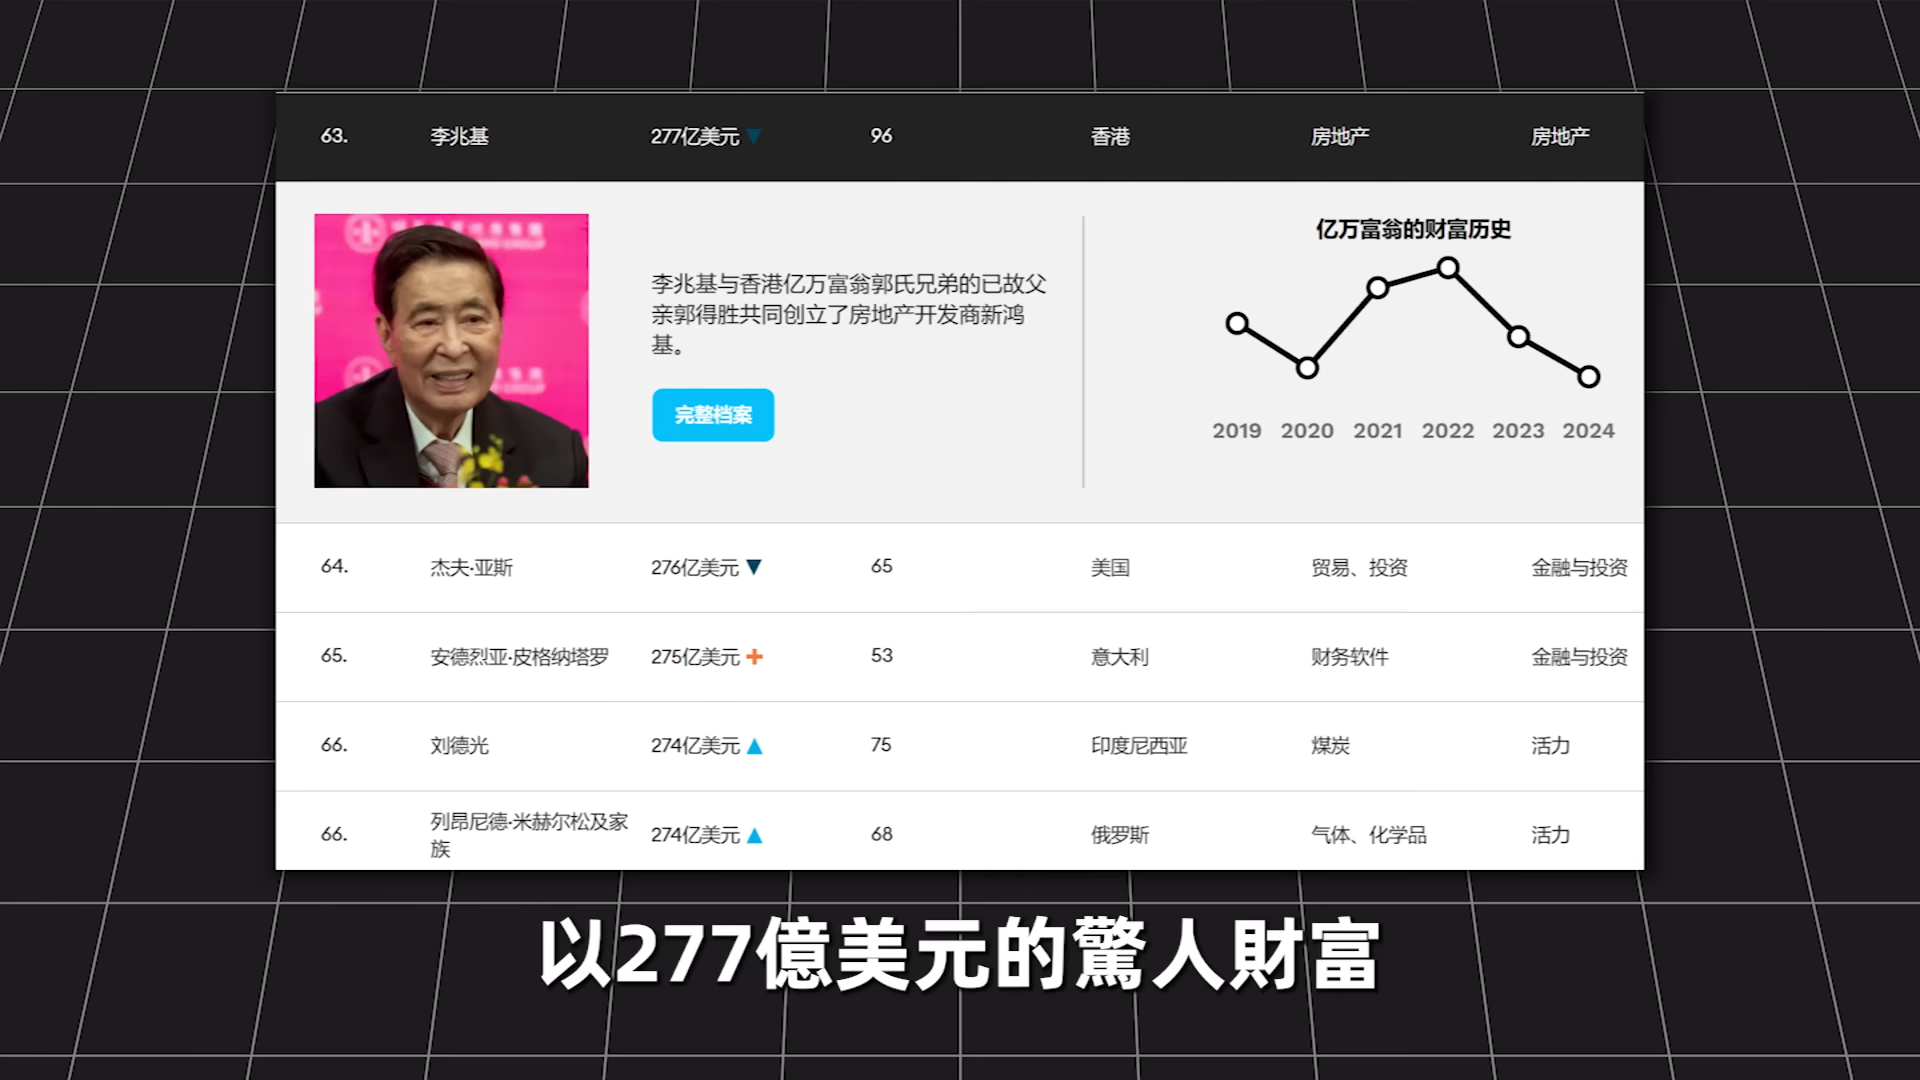 63. 李兆基 277亿美元 96 香港 房地产 房地产
李兆基与香港亿万富翁郭氏兄弟的已故父
亲郭得胜共同创立了房地产开发商新鸿
基。
完整档案
亿万富翁的财富历史
2019 2020 2021 2022 2023 2024
64. 杰夫·亚斯 276亿美元 65 美国 贸易、投资 金融与投资
65. 安德烈亚·皮格纳塔罗 275亿美元 53 意大利 财务软件 金融与投资
66. 刘德光 274亿美元 75 印度尼西亚 煤炭 活力
66. 列昂尼德·米赫尔松及家
族 274亿美元 68 俄罗斯 气体、化学品 活力
以277億美元的驚人財富